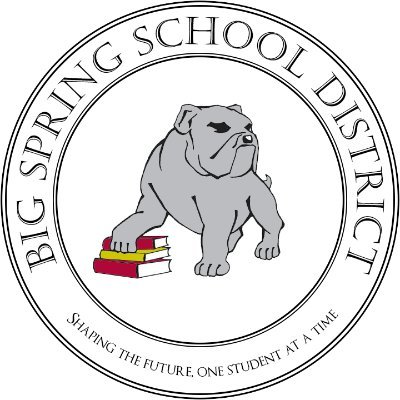 BIG SPRING SCHOOL DISTRICT
SHAPING THE FUTURE, ONE STUDENT AT A TIME